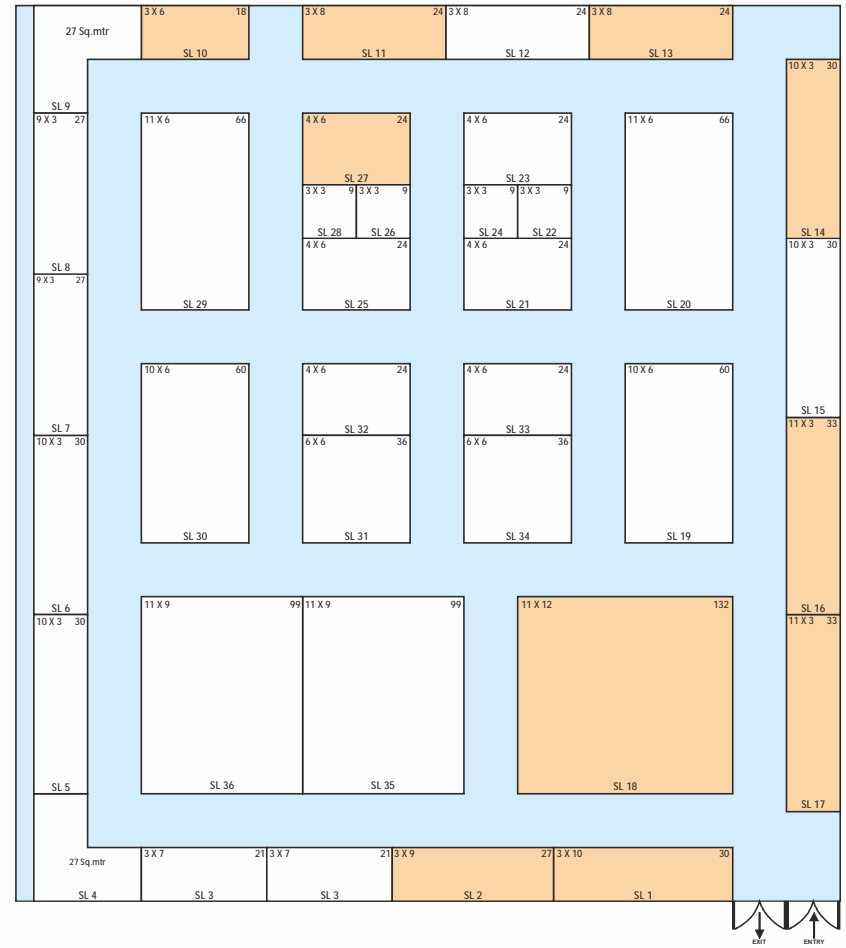 3 X 6 18
SL 10
3 X 8 24
SL 11
3 X 8 24
SL 12
3 X 8 24
SL 13
27 Sq.mtr
SL 9
9 X 3 27
SL 8
9 X 3 27
SL 7
10 X 3 30
SL 6
10 X 3 30
SL 5
27 Sq.mtr
SL 4
11 X 6 66
SL 29
4 X 6 24
SL 27
3 X 3 9
SL 28
3 X 3 9
SL 26
4 X 6 24
SL 25
4 X 6 24
SL 23
3 X 3 9
SL 24
3 X 3 9
SL 22
4 X 6 24
SL 21
11 X 6 66
SL 20
10 X 3 30
SL 14
10 X 3 30
SL 15
11 X 3 33
SL 16
11 X 3 33
SL 17
10 X 6 60
SL 30
4 X 6 24
SL 32
6 X 6 36
SL 31
4 X 6 24
SL 33
6 X 6 36
SL 34
10 X 6 60
SL 19
11 X 9 99
SL 36
11 X 9 99
SL 35
11 X 12 132
SL 18
3 X 7 21
SL 3
3 X 7 21
SL 3
3 X 9 27
SL 2
3 X 10 30
SL 1
EXIT
ENTRY